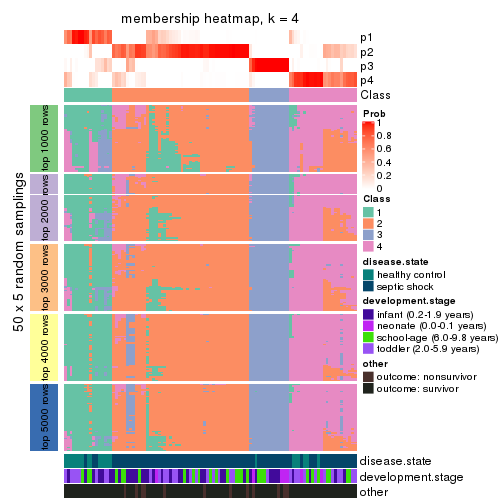 membership heatmap, k = 4
p1
p2
p3
p4
Class
50 x 5 random samplings
top 1000 rows
top 2000 rows
top 3000 rows
top 4000 rows
top 5000 rows
Prob
1
0.8
0.6
0.4
0.2
0
Class
1
2
3
4
disease.state
healthy control
septic shock
development.stage
infant (0.2-1.9 years)
neonate (0.0-0.1 years)
school-age (6.0-9.8 years)
toddler (2.0-5.9 years)
other
outcome: nonsurvivor
outcome: survivor
disease.state
development.stage
other